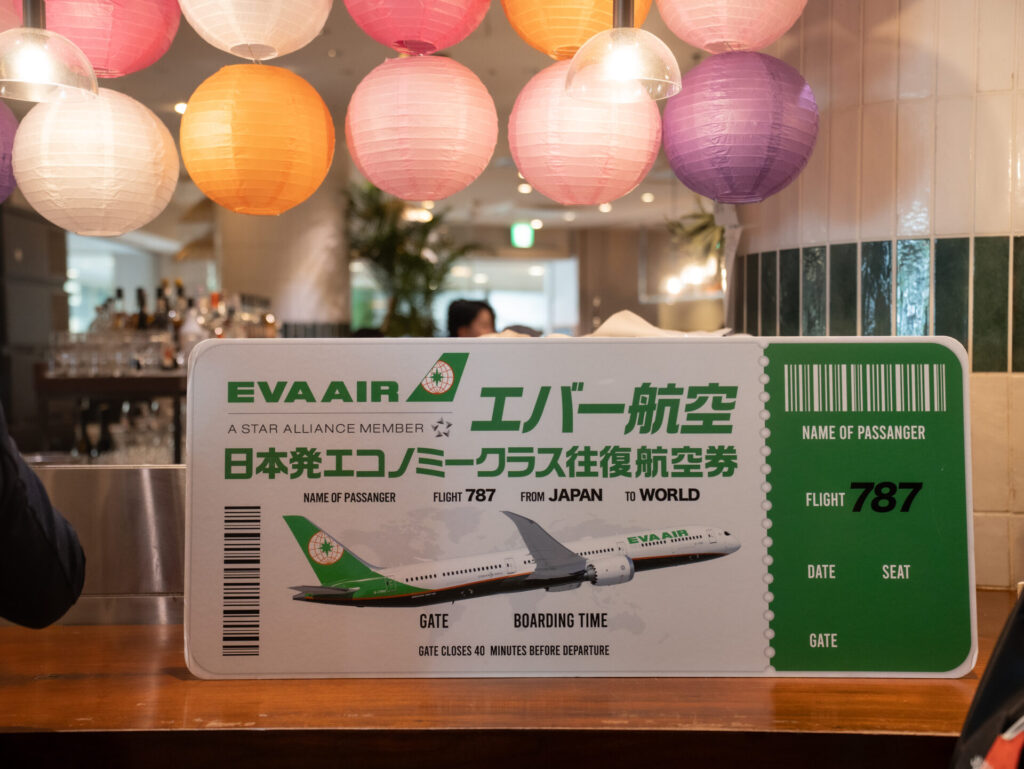 EVA AIR
A STAR ALLIANCE MEMBER
エバー航空
日本発エコノミークラス往復航空券
NAME OF PASSANGER FLIGHT 787 FROM JAPAN TO WORLD
EVA AIR
GATE BOARDING TIME
GATE CLOSES 40 MINUTES BEFORE DEPARTURE
NAME OF PASSANGER
FLIGHT 787
DATE SEAT
GATE